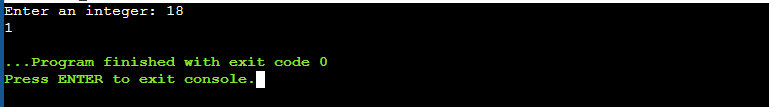 Enter an integer: 18
1
...Program finished with exit code 0
Press ENTER to exit console.